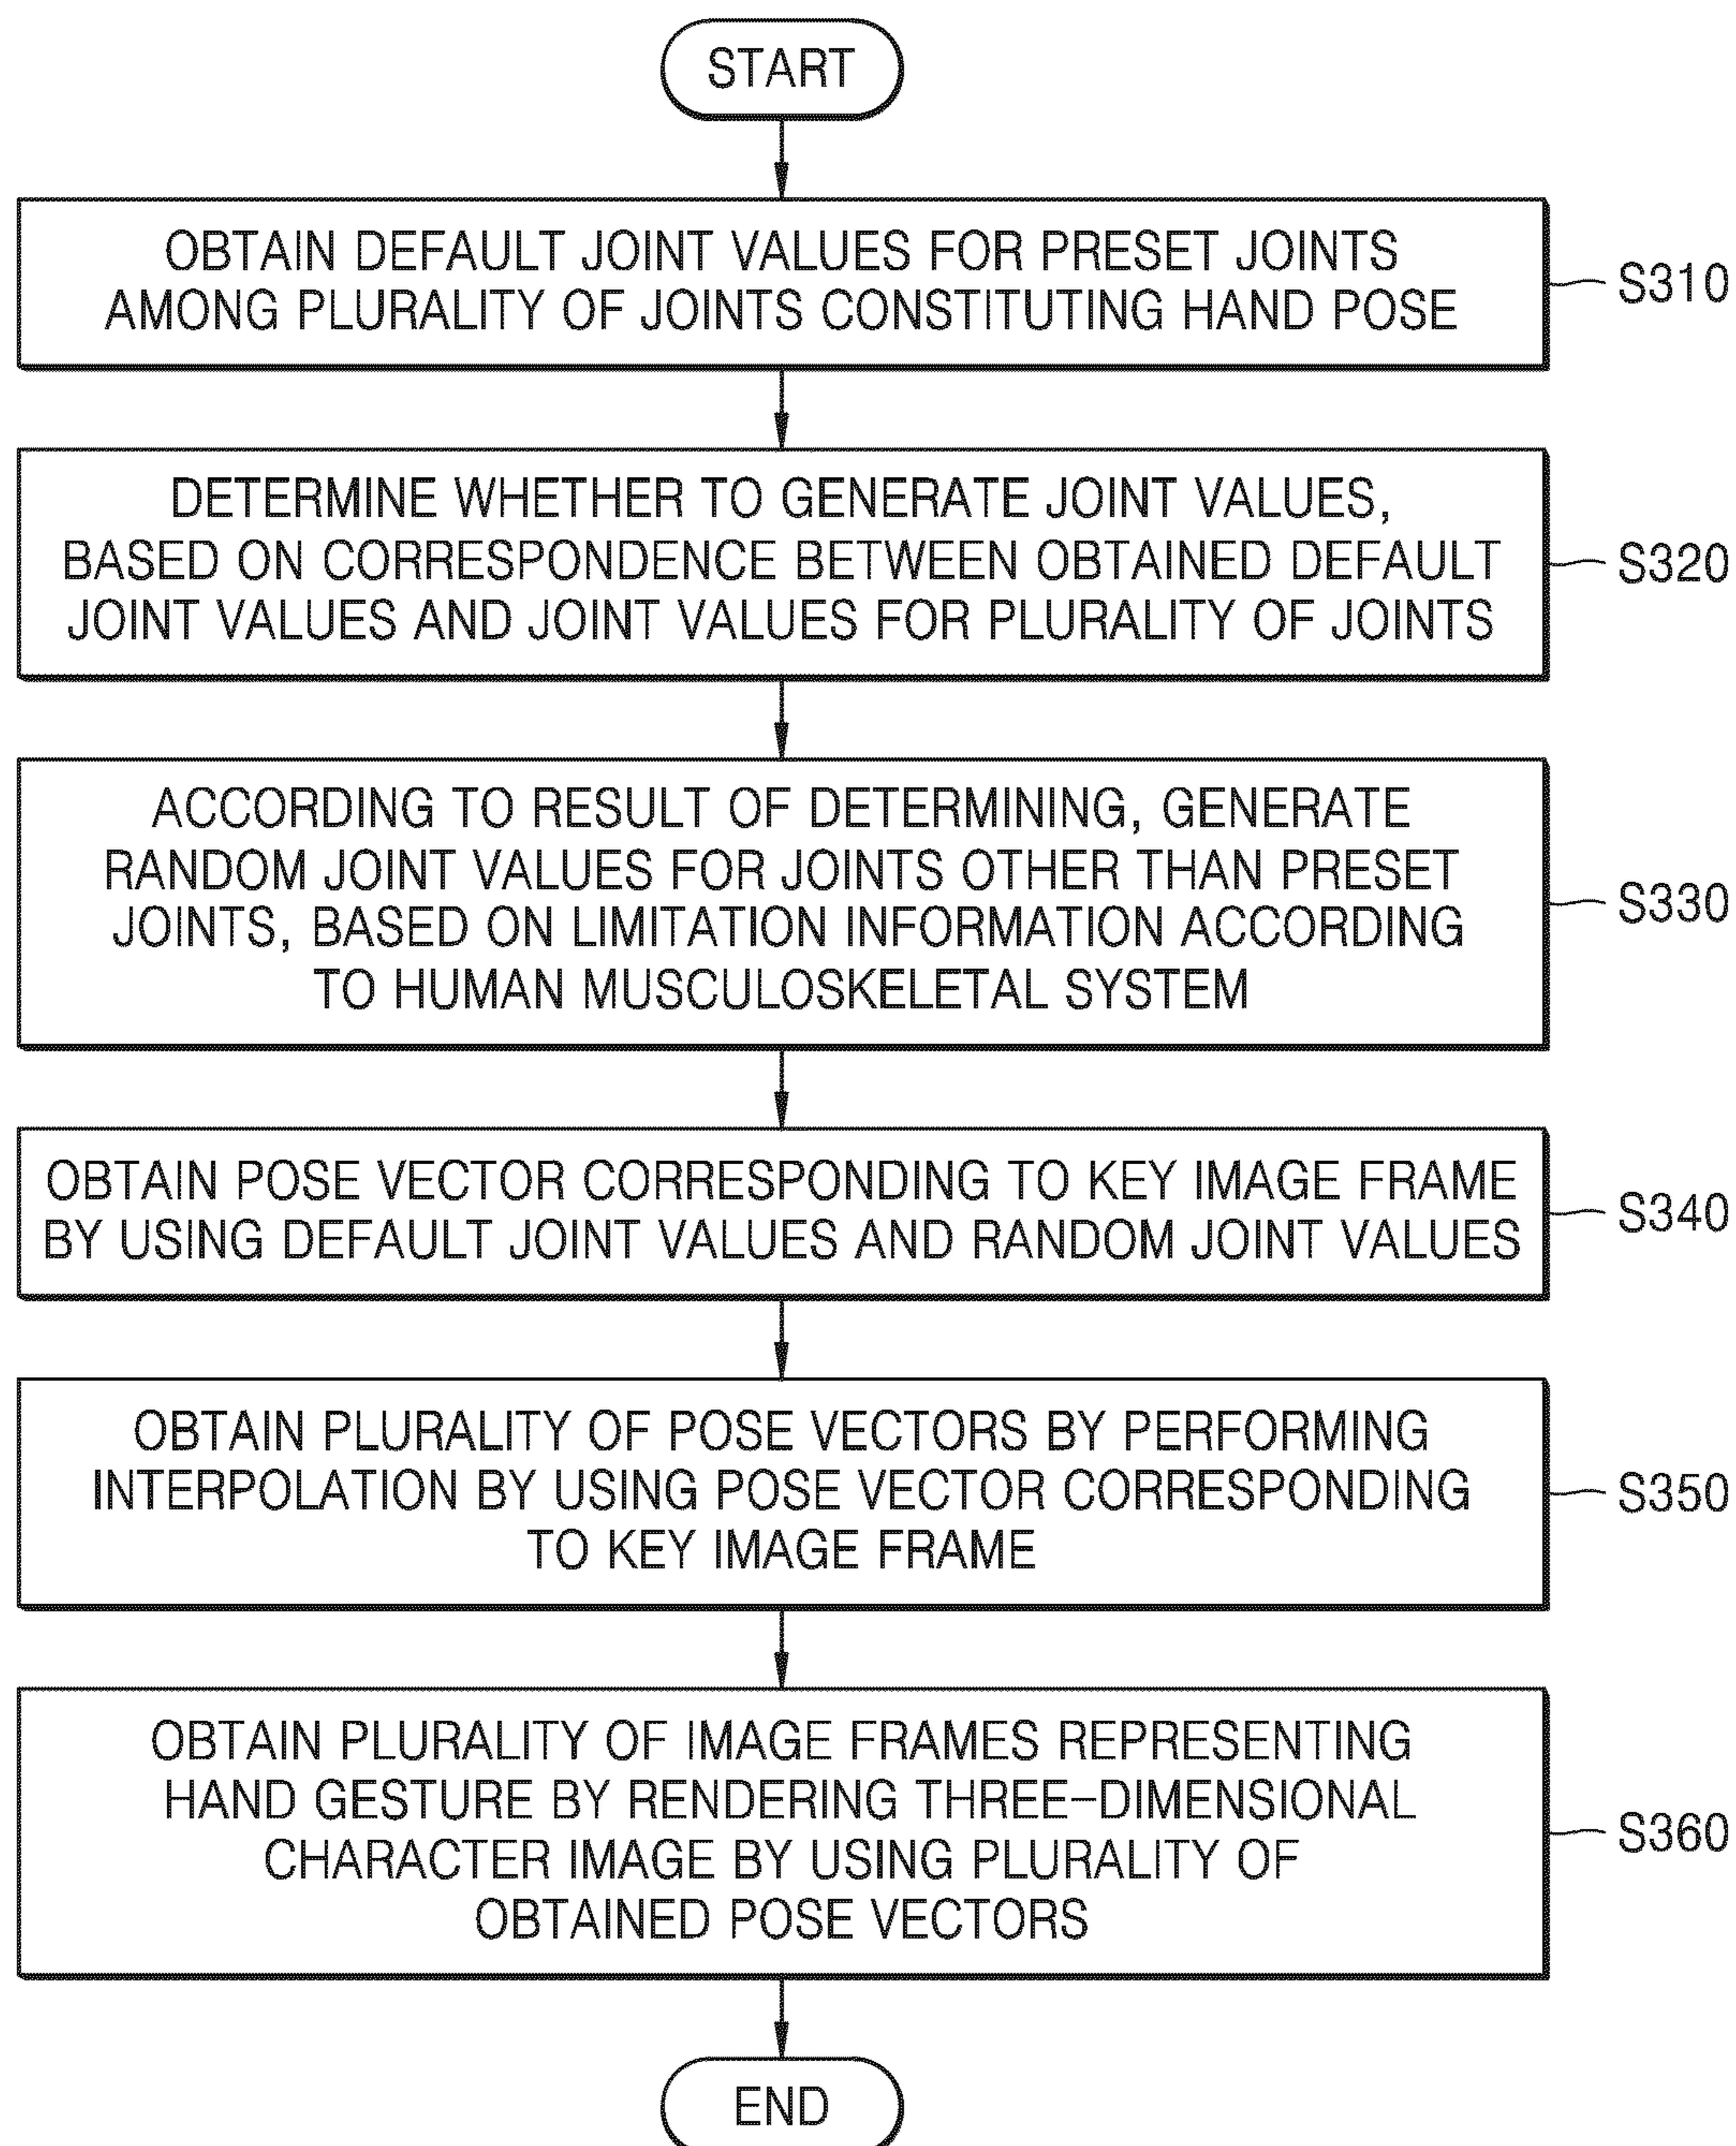 START
OBTAIN DEFAULT JOINT VALUES FOR PRESET JOINTS
AMONG PLURALITY OF JOINTS CONSTITUTING HAND POSE
S310
DETERMINE WHETHER TO GENERATE JOINT VALUES,
BASED ON CORRESPONDENCE BETWEEN OBTAINED DEFAULT
JOINT VALUES AND JOINT VALUES FOR PLURALITY OF JOINTS
S320
ACCORDING TO RESULT OF DETERMINING, GENERATE
RANDOM JOINT VALUES FOR JOINTS OTHER THAN PRESET
JOINTS, BASED ON LIMITATION INFORMATION ACCORDING
TO HUMAN MUSCULOSKELETAL SYSTEM
S330
OBTAIN POSE VECTOR CORRESPONDING TO KEY IMAGE FRAME
BY USING DEFAULT JOINT VALUES AND RANDOM JOINT VALUES
S340
OBTAIN PLURALITY OF POSE VECTORS BY PERFORMING
INTERPOLATION BY USING POSE VECTOR CORRESPONDING
TO KEY IMAGE FRAME
S350
OBTAIN PLURALITY OF IMAGE FRAMES REPRESENTING
HAND GESTURE BY RENDERING THREE-DIMENSIONAL
CHARACTER IMAGE BY USING PLURALITY OF
OBTAINED POSE VECTORS
S360
END